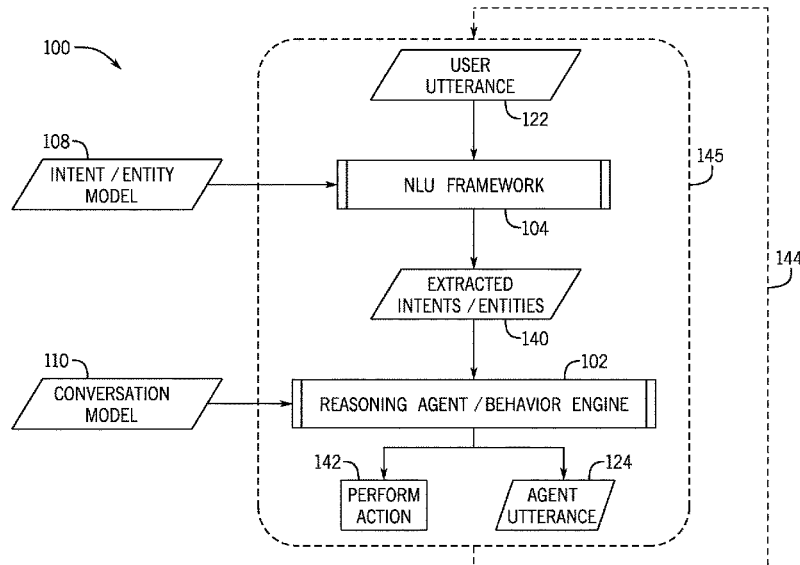 100
USER
UTTERANCE
122
108
INTENT / ENTITY
MODEL
NLU FRAMEWORK
104
145
144
EXTRACTED
INTENTS / ENTITIES
140
110
CONVERSATION
MODEL
102
REASONING AGENT / BEHAVIOR ENGINE
142
PERFORM
ACTION
124
AGENT
UTTERANCE